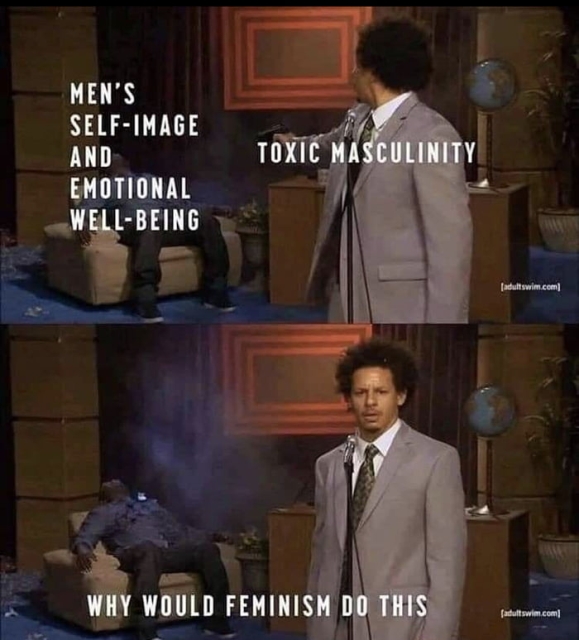 MEN'S
SELF-IMAGE
AND
EMOTIONAL
WELL-BEING
TOXIC MASCULINITY
[adultswim.com]
WHY WOULD FEMINISM DO THIS
[adultswim.com]